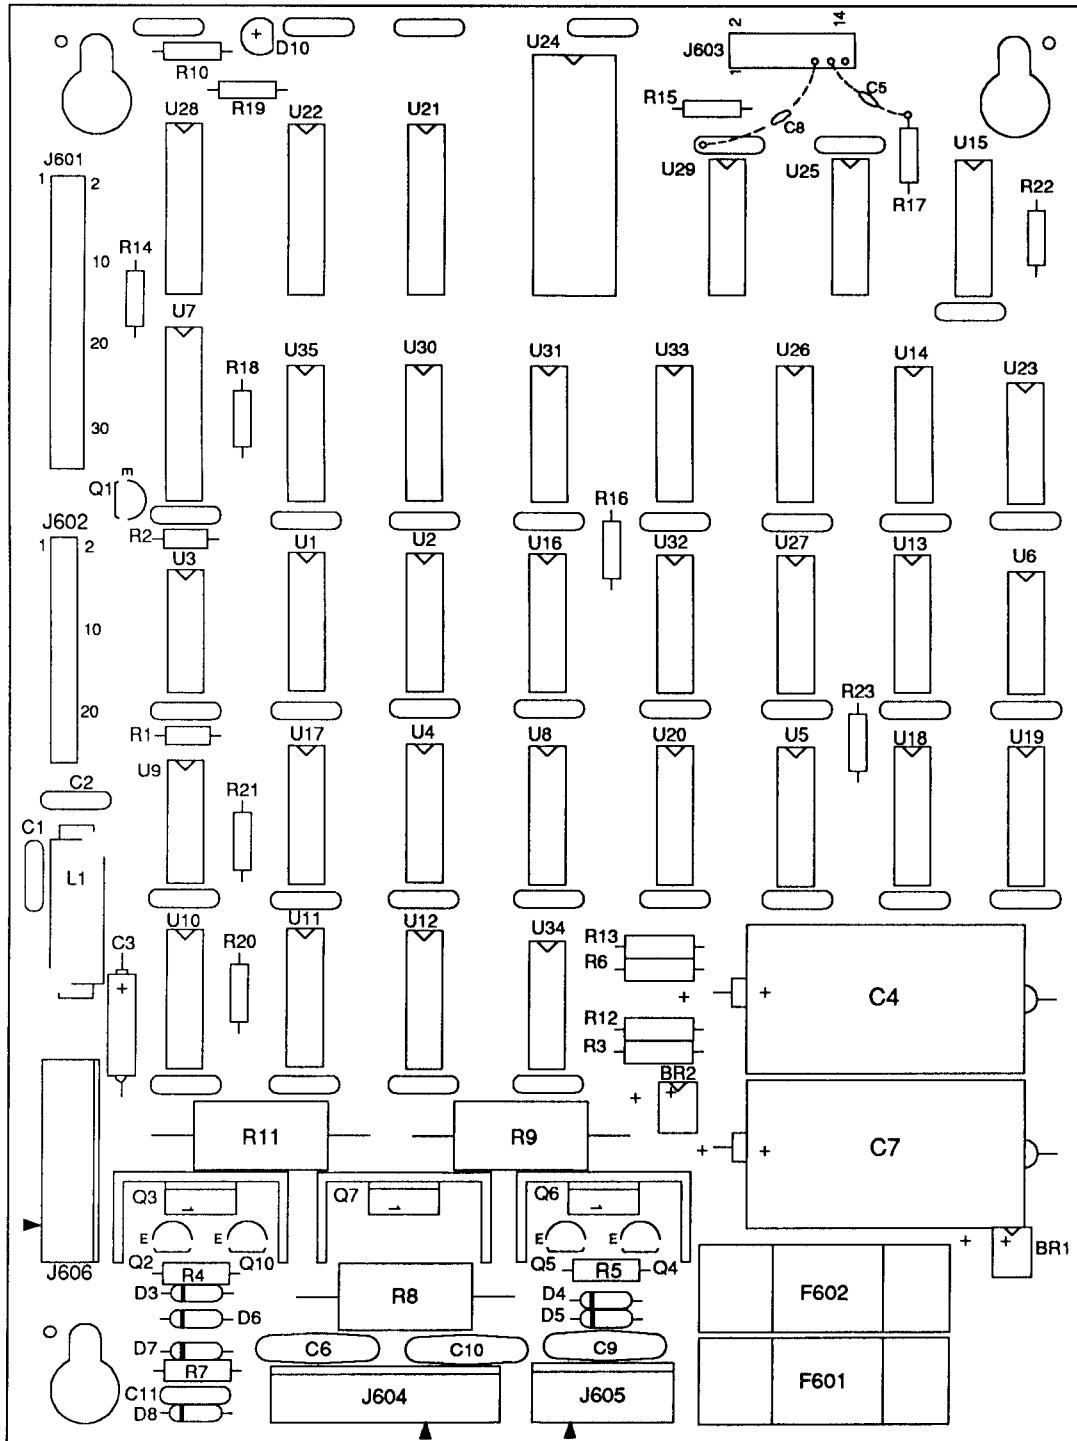 2 14
+ D10
U24
J603
R10
1
C5
R19
R15
C8
U28 U22 U21
U15
J601
U29 U25
1 2
R17 R22
R14
10
U7
20
U35 U30 U31 U33 U26 U14
R18 U23
30
E
Q1
R16
J602
R2
1 2
U1 U2 U16 U32 U27 U13
U3 U6
10
R23
20
R1 U17 U4 U8 U20 U5 U18 U19
U9
C2
R21
C1
L1
U10 U11 U12 U34
C3 R20 R13
R6
+ + + C4
R12
R3
BR2
+ +
R11 R9
+ + C7
Q3 1 Q7 1 Q6 1
E E E E
+ + BR1
J606
Q2 R4 Q10 Q5 R5 Q4
D3 R8 D4 F602
D6 D5
D7 C6 C10 C9
R7
C11 J604 J605 F601
D8